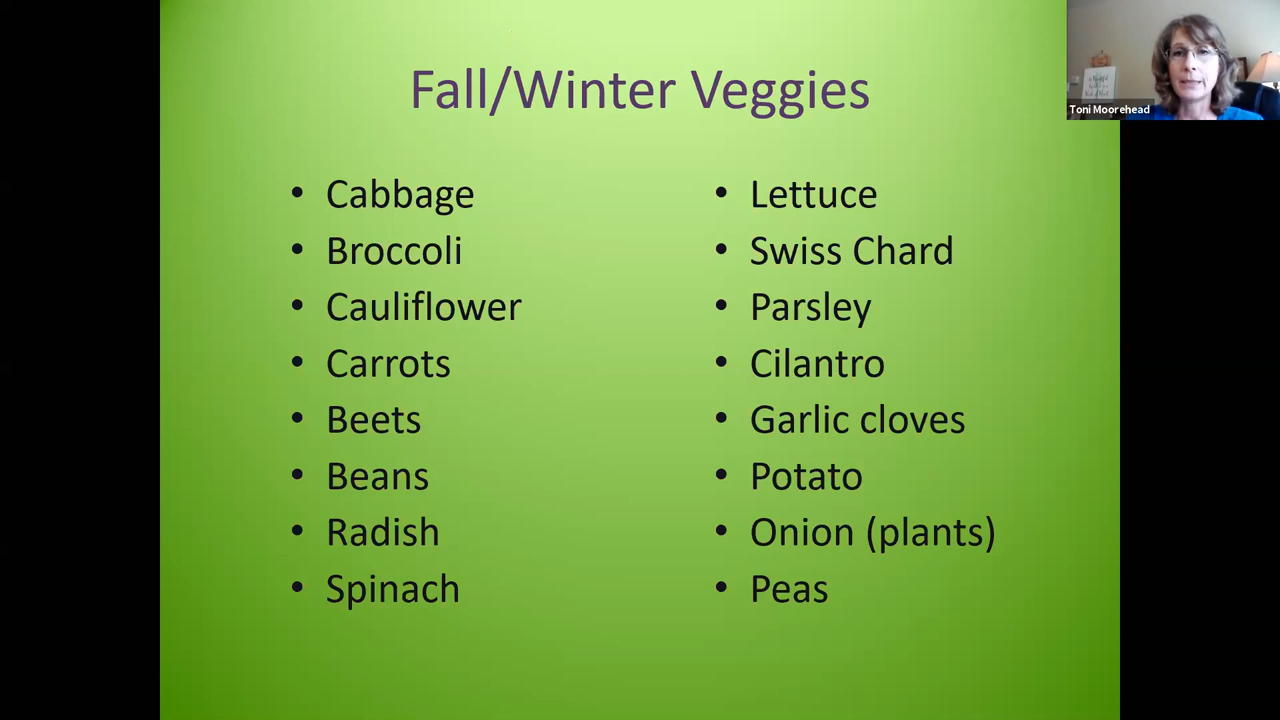 Fall/Winter Veggies
• Cabbage
• Broccoli
• Cauliflower
• Carrots
• Beets
• Beans
• Radish
• Spinach
• Lettuce
• Swiss Chard
• Parsley
• Cilantro
• Garlic cloves
• Potato
• Onion (plants)
• Peas
Toni Moorehead